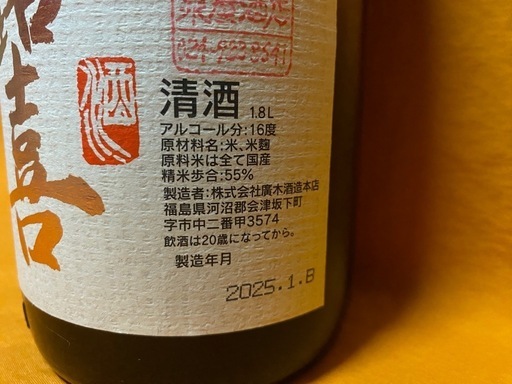 024-923-8641
酒
喜
清酒 1.8L
アルコール分:16度
原材料名:米、米麹
原料米は全て国産
精米歩合:55%
製造者:株式会社廣木酒造本店
福島県河沼郡会津坂下町
字市中二番甲3574
飲酒は20歳になってから。
製造年月
2025.1.B